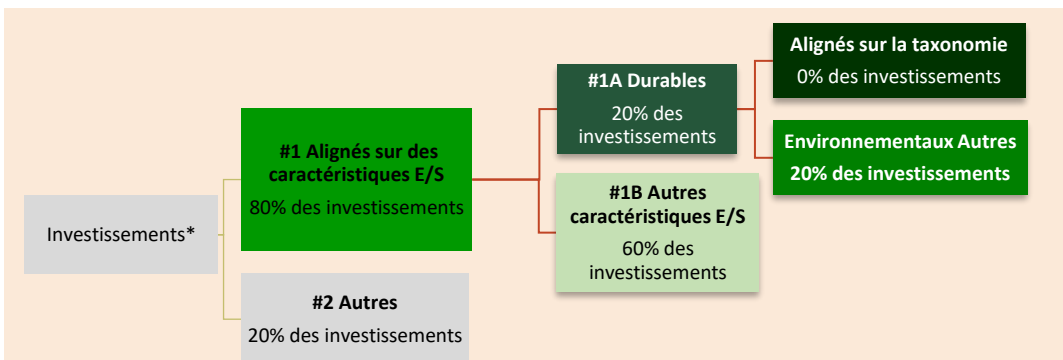 Investissements*
#1 Alignés sur des
caractéristiques E/S
80% des investissements
#2 Autres
20% des investissements
#1A Durables
20% des
investissements
#1B Autres
caractéristiques E/S
60% des
investissements
Alignés sur la taxonomie
0% des investissements
Environnementaux Autres
20% des investissements